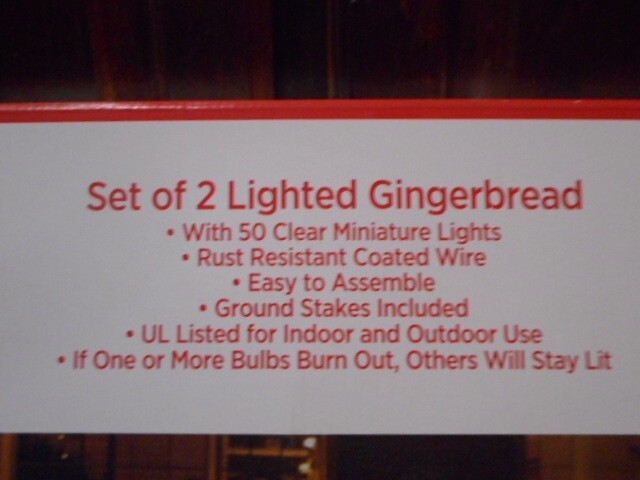 Set of 2 Lighted Gingerbread
• With 50 Clear Miniature Lights
• Rust Resistant Coated Wire
• Easy to Assemble
• Ground Stakes Included
• UL Listed for Indoor and Outdoor Use
• If One or More Bulbs Burn Out, Others Will Stay Lit